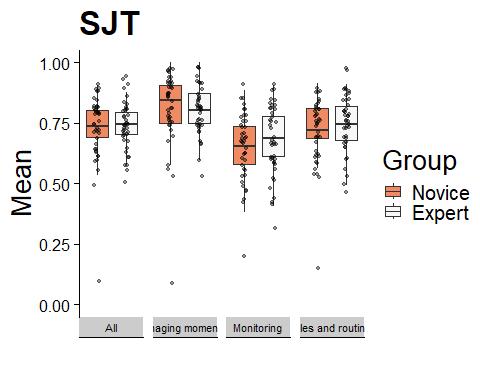 SJT
Mean
1.00
0.75
0.50
0.25
0.00
All
naging momen
Monitoring
les and routin
Group
Novice
Expert